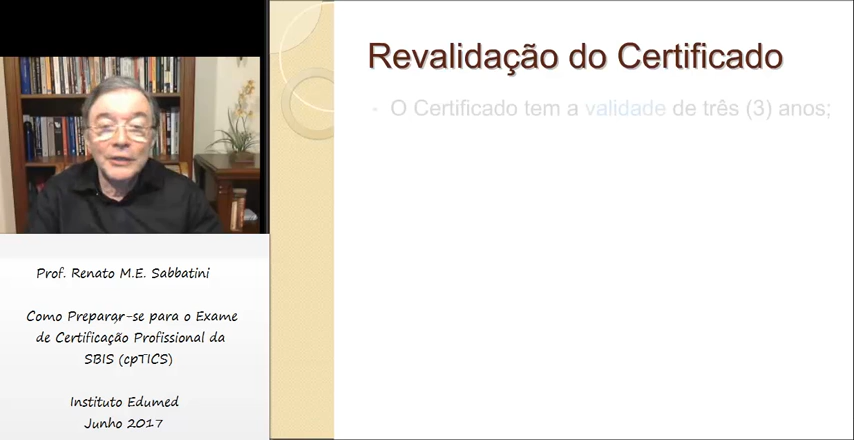 Revalidação do Certificado
• O Certificado tem a validade de três (3) anos;
Prof. Renato M.E. Sabbatini
Como Preparar-se para o Exame
de Certificação Profissional da
SBIS (cpTICS)
Instituto Edumed
Junho 2017